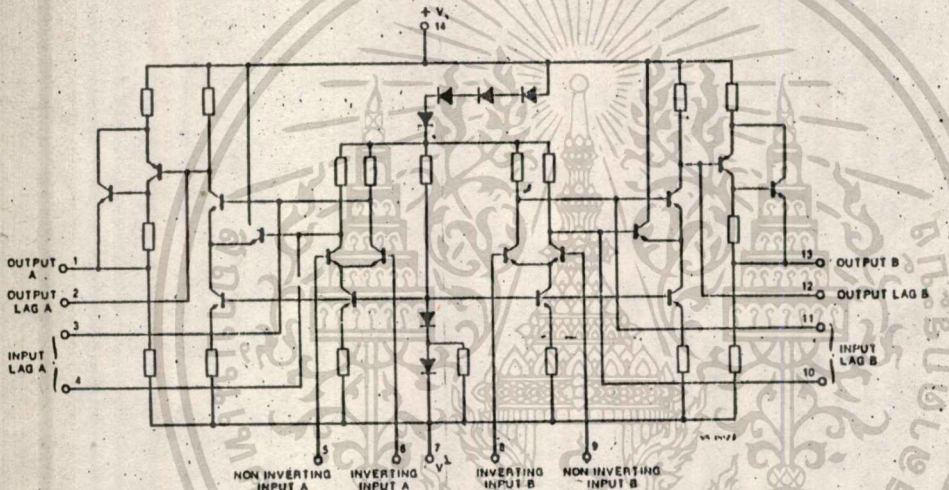 + V,
14
OUTPUT
A
1
OUTPUT
LAG A
2
3
INPUT
LAG A
4
13
OUTPUT B
12
OUTPUT LAG B
11
INPUT
LAG B
10
5
6
7
8
9
NON INVERTING
INPUT A
INVERTING
INPUT A
V⁻
INVERTING
INPUT B
NON INVERTING
INPUT B